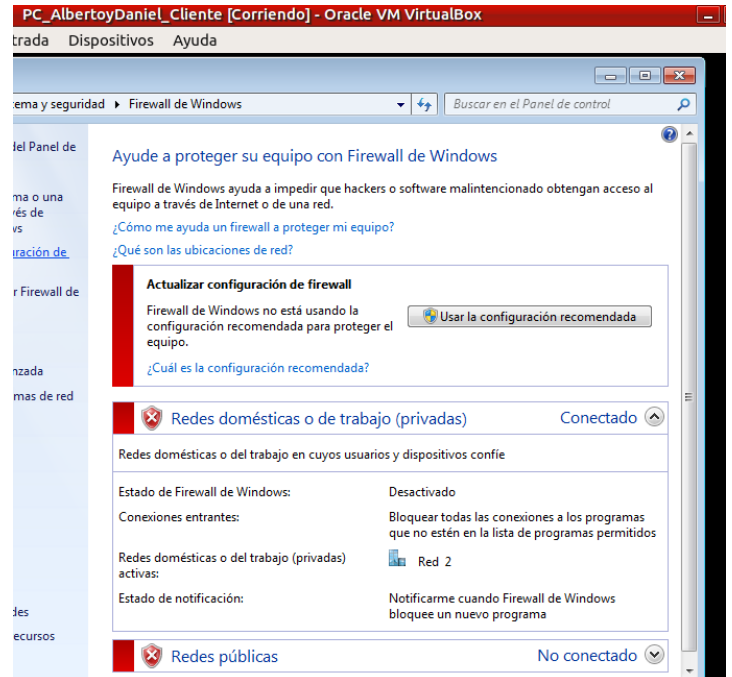 PC_AlbertoyDaniel_Cliente [Corriendo] - Oracle VM VirtualBox
trada Dispositivos Ayuda
tema y seguridad Firewall de Windows
Buscar en el Panel de control
del Panel de
ma o una
vés de
ws
uración de
r Firewall de
nzada
mas de red
des
ecursos
Ayude a proteger su equipo con Firewall de Windows
Firewall de Windows ayuda a impedir que hackers o software malintencionado obtengan acceso al
equipo a través de Internet o de una red.
¿Cómo me ayuda un firewall a proteger mi equipo?
¿Qué son las ubicaciones de red?
Actualizar configuración de firewall
Firewall de Windows no está usando la
configuración recomendada para proteger el
equipo.
Usar la configuración recomendada
¿Cuál es la configuración recomendada?
Redes domésticas o de trabajo (privadas) Conectado
Redes domésticas o del trabajo en cuyos usuarios y dispositivos confíe
Estado de Firewall de Windows: Desactivado
Conexiones entrantes: Bloquear todas las conexiones a los programas
que no estén en la lista de programas permitidos
Redes domésticas o del trabajo (privadas)
activas:
Red 2
Estado de notificación: Notificarme cuando Firewall de Windows
bloquee un nuevo programa
Redes públicas No conectado